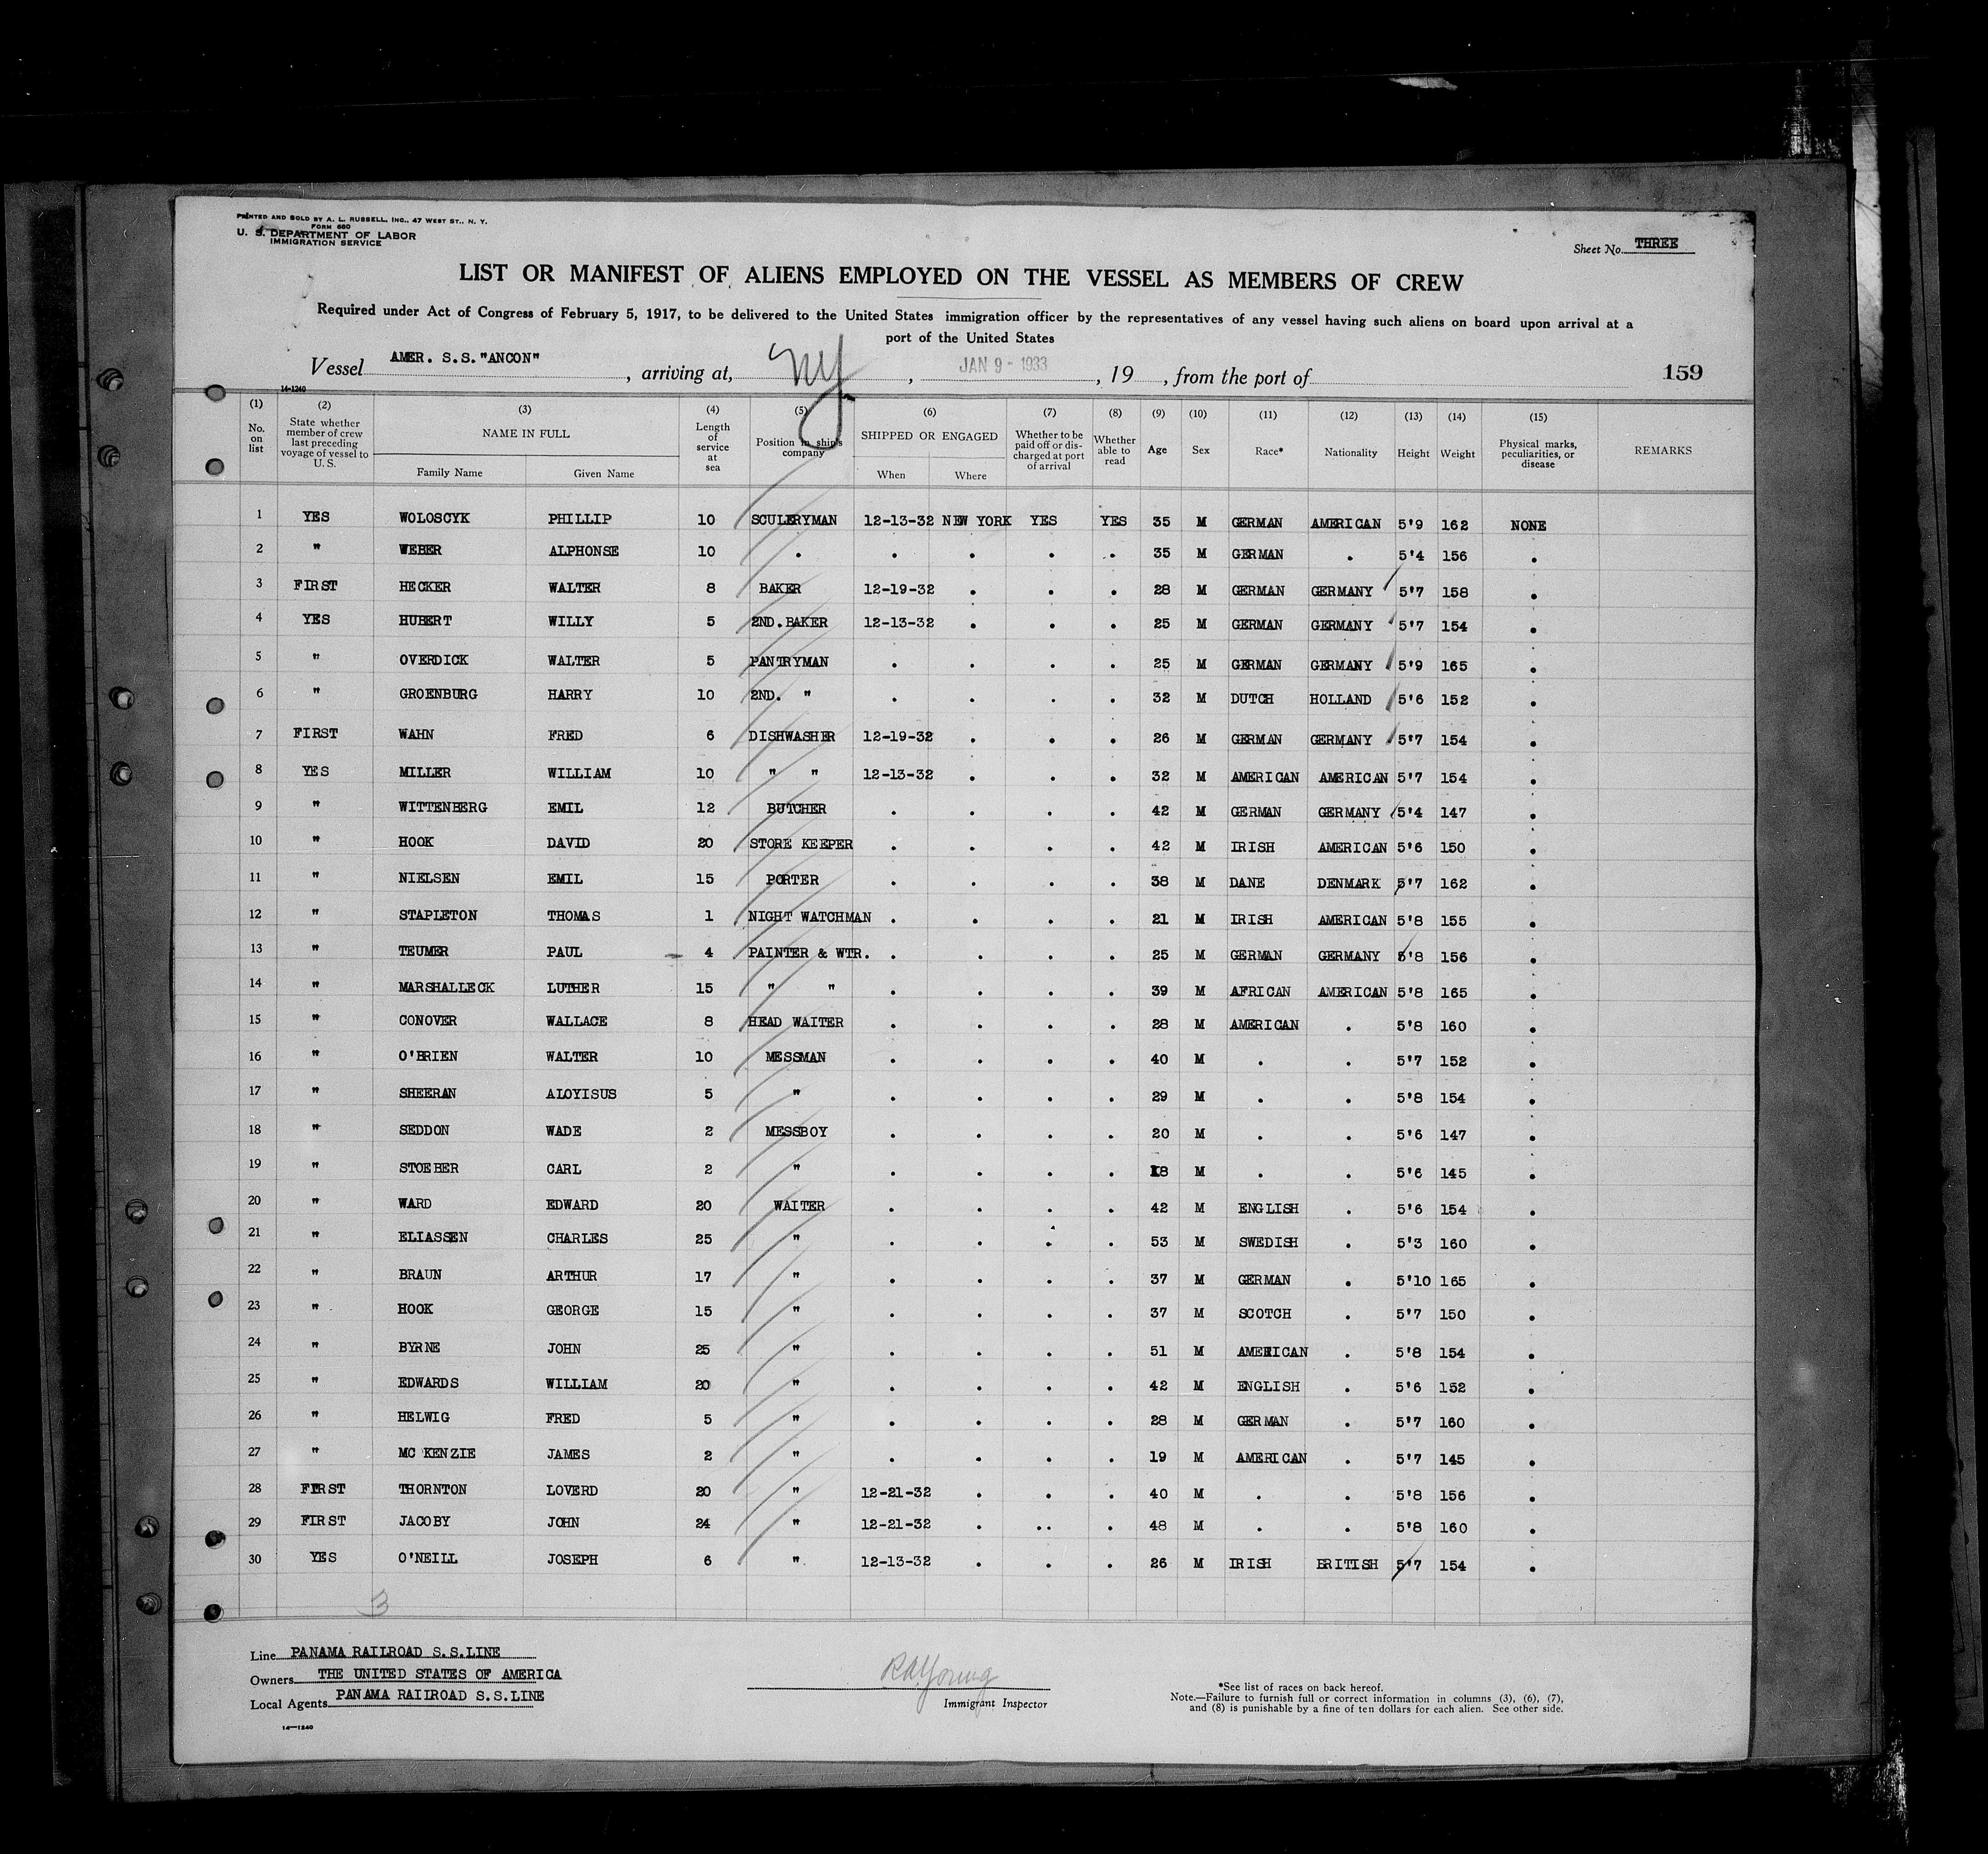 PRINTED AND SOLD BY A. L. RUSSELL, INC., 47 WEST ST., N. Y.
FORM 680
U. S. DEPARTMENT OF LABOR
IMMIGRATION SERVICE
Sheet No. THREE
LIST OR MANIFEST OF ALIENS EMPLOYED ON THE VESSEL AS MEMBERS OF CREW
Required under Act of Congress of February 5, 1917, to be delivered to the United States immigration officer by the representatives of any vessel having such aliens on board upon arrival at a
port of the United States
Vessel AMER. S.S."ANCON" , arriving at, NY , JAN 9 - 1933 , 19 , from the port of 159
14-1240
(1) (2) (3) (4) (5) (6) (7) (8) (9) (10) (11) (12) (13) (14) (15)
No. on list State whether member of crew last preceding voyage of vessel to U. S. NAME IN FULL Family Name Given Name Length of service at sea Position in ship's company SHIPPED OR ENGAGED When Where Whether to be paid off or discharged at port of arrival Whether able to read Age Sex Race* Nationality Height Weight Physical marks, peculiarities, or disease REMARKS
1 YES WOLOSCYK PHILLIP 10 SCULERYMAN 12-13-32 NEW YORK YES YES 35 M GERMAN AMERICAN 5'9 162 NONE
2 " WEBER ALPHONSE 10 . . . . . 35 M GERMAN . 5'4 156 .
3 FIRST HECKER WALTER 8 BAKER 12-19-32 . . . 28 M GERMAN GERMANY 5'7 158 .
4 YES HUBERT WILLY 5 2ND. BAKER 12-13-32 . . . 25 M GERMAN GERMANY 5'7 154 .
5 " OVERDICK WALTER 5 PANTRYMAN . . . . 25 M GERMAN GERMANY 5'9 165 .
6 " GROENBURG HARRY 10 2ND. " . . . . 32 M DUTCH HOLLAND 5'6 152 .
7 FIRST WAHN FRED 6 DISHWASHER 12-19-32 . . . 26 M GERMAN GERMANY 5'7 154 .
8 YES MILLER WILLIAM 10 " " 12-13-32 . . . 32 M AMERICAN AMERICAN 5'7 154 .
9 " WITTENBERG EMIL 12 BUTCHER . . . . 42 M GERMAN GERMANY 5'4 147 .
10 " HOOK DAVID 20 STORE KEEPER . . . . 42 M IRISH AMERICAN 5'6 150 .
11 " NIELSEN EMIL 15 PORTER . . . . 38 M DANE DENMARK 5'7 162 .
12 " STAPLETON THOMAS 1 NIGHT WATCHMAN . . . . 21 M IRISH AMERICAN 5'8 155 .
13 " TEUMER PAUL 4 PAINTER & WTR. . . . . 25 M GERMAN GERMANY 5'8 156 .
14 " MARSHALLECK LUTHER 15 " " . . . . 39 M AFRICAN AMERICAN 5'8 165 .
15 " CONOVER WALLACE 8 HEAD WAITER . . . . 28 M AMERICAN . 5'8 160 .
16 " O'BRIEN WALTER 10 MESSMAN . . . . 40 M . . 5'7 152 .
17 " SHEERAN ALOYISUS 5 " . . . . 29 M . . 5'8 154 .
18 " SEDDON WADE 2 MESSBOY . . . . 20 M . . 5'6 147 .
19 " STOEBER CARL 2 " . . . . 18 M . . 5'6 145 .
20 " WARD EDWARD 20 WAITER . . . . 42 M ENGLISH . 5'6 154 .
21 " ELIASSEN CHARLES 25 " . . . . 53 M SWEDISH . 5'3 160 .
22 " BRAUN ARTHUR 17 " . . . . 37 M GERMAN . 5'10 165 .
23 " HOOK GEORGE 15 " . . . . 37 M SCOTCH . 5'7 150 .
24 " BYRNE JOHN 25 " . . . . 51 M AMERICAN . 5'8 154 .
25 " EDWARDS WILLIAM 20 " . . . . 42 M ENGLISH . 5'6 152 .
26 " HELWIG FRED 5 " . . . . 28 M GERMAN . 5'7 160 .
27 " MC KENZIE JAMES 2 " . . . . 19 M AMERICAN . 5'7 145 .
28 FIRST THORNTON LOVERD 20 " 12-21-32 . . . 40 M . . 5'8 156 .
29 FIRST JACOBY JOHN 24 " 12-21-32 . .. . 48 M . . 5'8 160 .
30 YES O'NEILL JOSEPH 6 " 12-13-32 . . . 26 M IRISH BRITISH 5'7 154 .
3
Line PANAMA RAILROAD S.S.LINE
Owners THE UNITED STATES OF AMERICA
Local Agents PANAMA RAILROAD S.S.LINE
14-1240
R A Young
Immigrant Inspector
*See list of races on back hereof.
Note.—Failure to furnish full or correct information in columns (3), (6), (7),
and (8) is punishable by a fine of ten dollars for each alien. See other side.